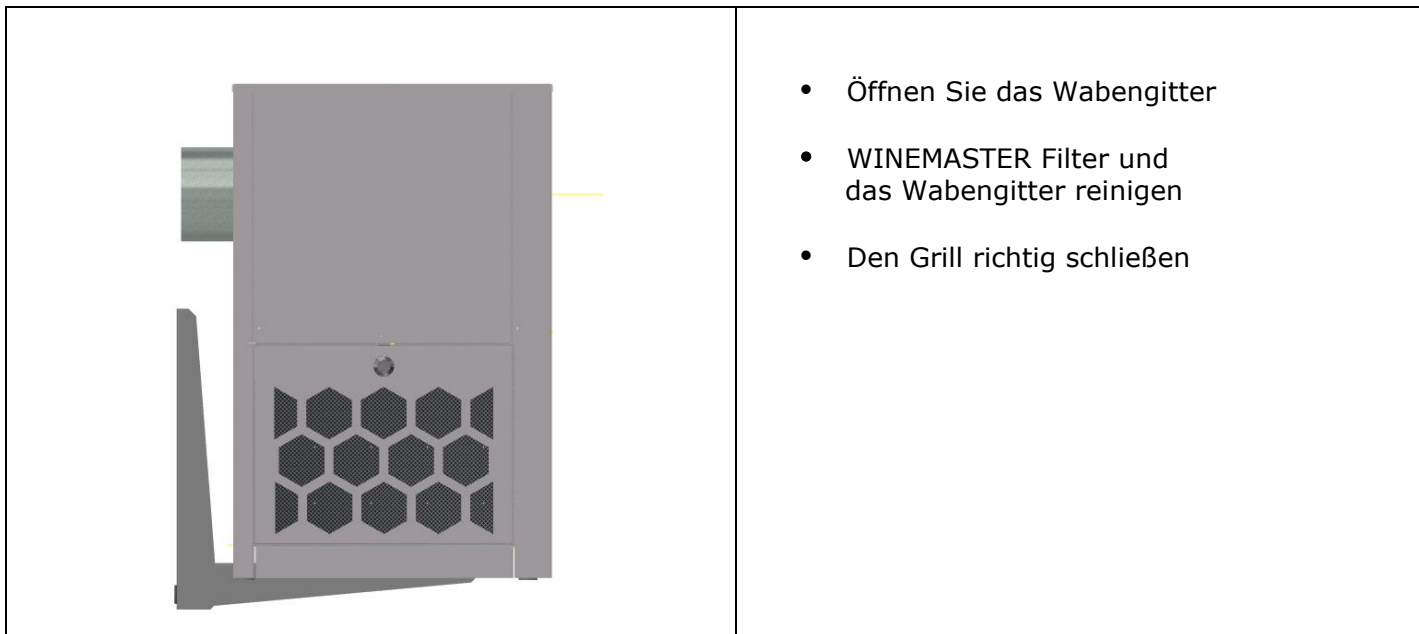 • Öffnen Sie das Wabengitter
• WINEMASTER Filter und
das Wabengitter reinigen
• Den Grill richtig schließen